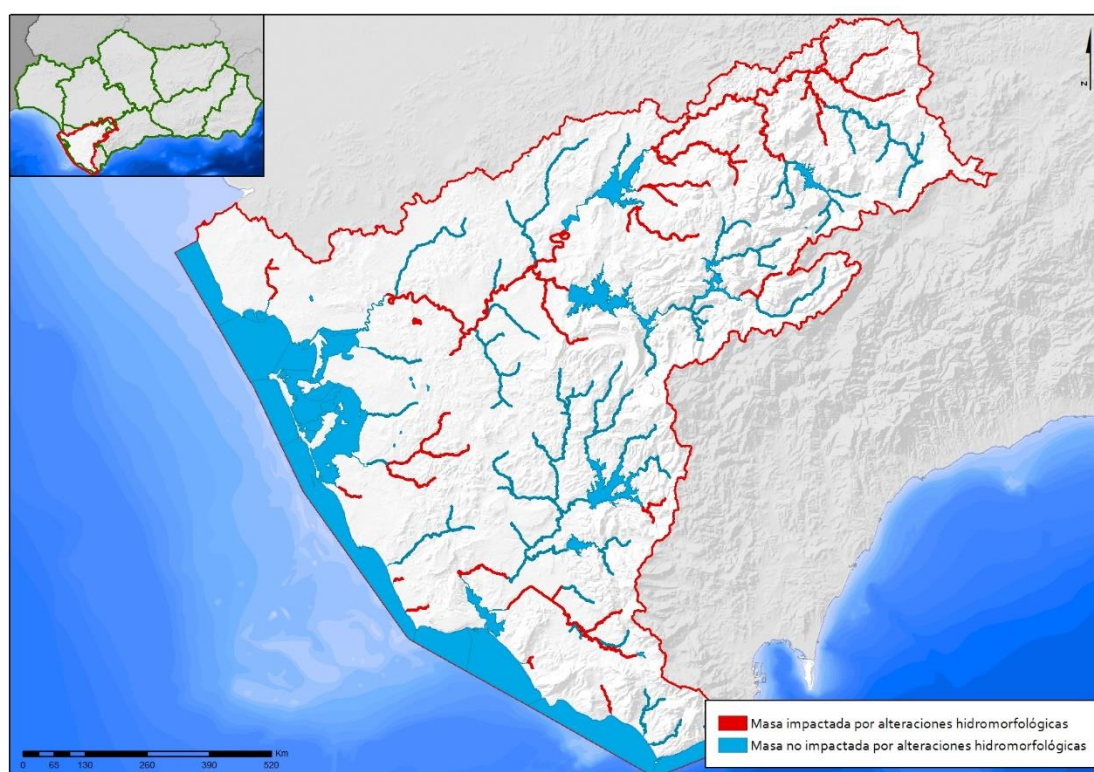 N
Masa impactada por alteraciones hidromorfológicas
Masa no impactada por alteraciones hidromorfológicas
Km
0 65 130 260 390 520